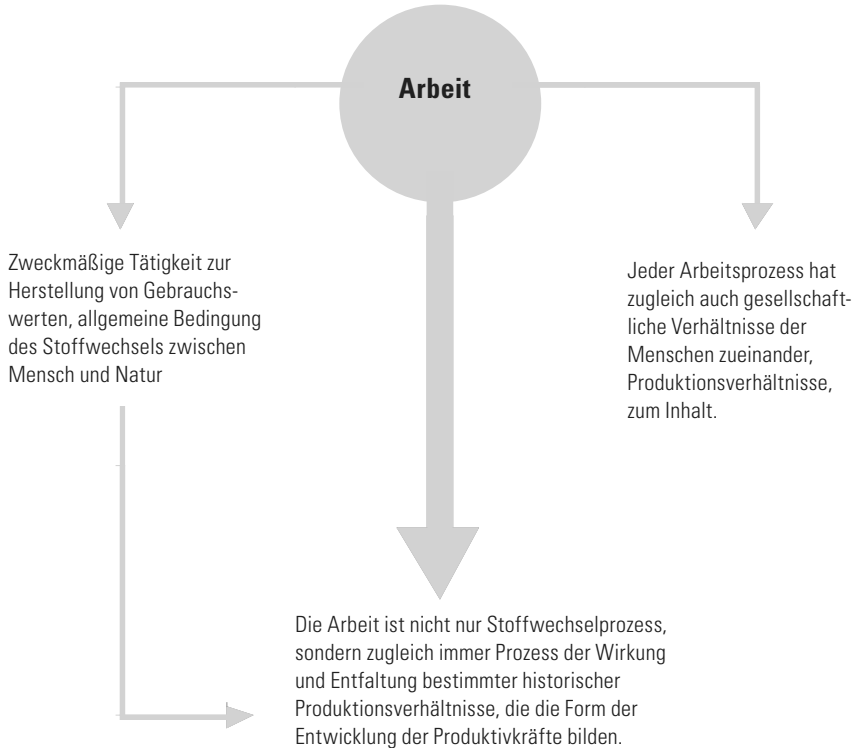 Arbeit
Zweckmäßige Tätigkeit zur
Herstellung von Gebrauchs-
werten, allgemeine Bedingung
des Stoffwechsels zwischen
Mensch und Natur
Jeder Arbeitsprozess hat
zugleich auch gesellschaft-
liche Verhältnisse der
Menschen zueinander,
Produktionsverhältnisse,
zum Inhalt.
Die Arbeit ist nicht nur Stoffwechselprozess,
sondern zugleich immer Prozess der Wirkung
und Entfaltung bestimmter historischer
Produktionsverhältnisse, die die Form der
Entwicklung der Produktivkräfte bilden.